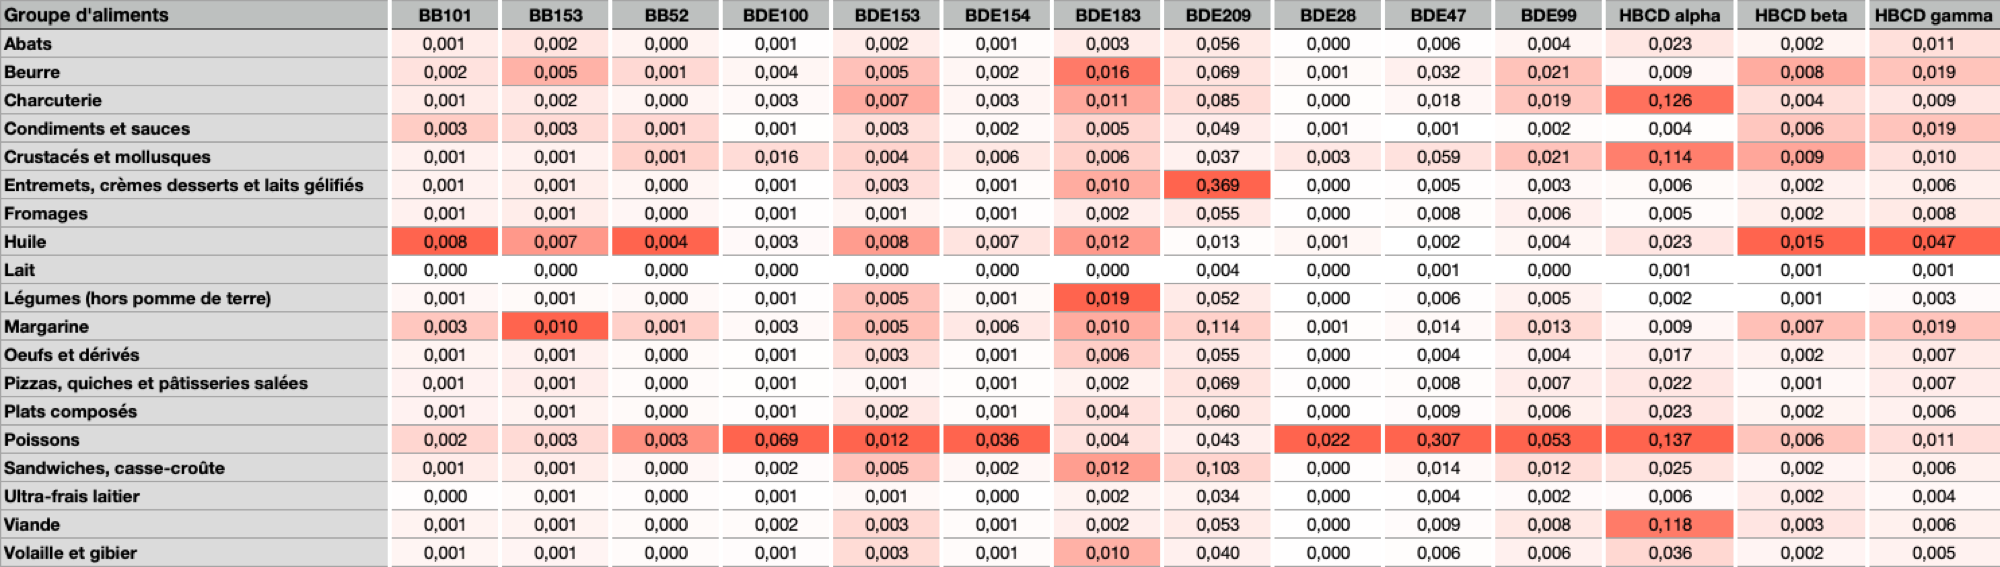 Groupe d'aliments BB101 BB153 BB52 BDE100 BDE153 BDE154 BDE183 BDE209 BDE28 BDE47 BDE99 HBCD alpha HBCD beta HBCD gamma
Abats 0,001 0,002 0,000 0,001 0,002 0,001 0,003 0,056 0,000 0,006 0,004 0,023 0,002 0,011
Beurre 0,002 0,005 0,001 0,004 0,005 0,002 0,016 0,069 0,001 0,032 0,021 0,009 0,008 0,019
Charcuterie 0,001 0,002 0,000 0,003 0,007 0,003 0,011 0,085 0,000 0,018 0,019 0,126 0,004 0,009
Condiments et sauces 0,003 0,003 0,001 0,001 0,003 0,002 0,005 0,049 0,001 0,001 0,002 0,004 0,006 0,019
Crustacés et mollusques 0,001 0,001 0,001 0,016 0,004 0,006 0,006 0,037 0,003 0,059 0,021 0,114 0,009 0,010
Entremets, crèmes desserts et laits gélifiés 0,001 0,001 0,000 0,001 0,003 0,001 0,010 0,369 0,000 0,005 0,003 0,006 0,002 0,006
Fromages 0,001 0,001 0,000 0,001 0,001 0,001 0,002 0,055 0,000 0,008 0,006 0,005 0,002 0,008
Huile 0,008 0,007 0,004 0,003 0,008 0,007 0,012 0,013 0,001 0,002 0,004 0,023 0,015 0,047
Lait 0,000 0,000 0,000 0,000 0,000 0,000 0,000 0,004 0,000 0,001 0,000 0,001 0,001 0,001
Légumes (hors pomme de terre) 0,001 0,001 0,000 0,001 0,005 0,001 0,019 0,052 0,000 0,006 0,005 0,002 0,001 0,003
Margarine 0,003 0,010 0,001 0,003 0,005 0,006 0,010 0,114 0,001 0,014 0,013 0,009 0,007 0,019
Oeufs et dérivés 0,001 0,001 0,000 0,001 0,003 0,001 0,006 0,055 0,000 0,004 0,004 0,017 0,002 0,007
Pizzas, quiches et pâtisseries salées 0,001 0,001 0,000 0,001 0,001 0,001 0,002 0,069 0,000 0,008 0,007 0,022 0,001 0,007
Plats composés 0,001 0,001 0,000 0,001 0,002 0,001 0,004 0,060 0,000 0,009 0,006 0,023 0,002 0,006
Poissons 0,002 0,003 0,003 0,069 0,012 0,036 0,004 0,043 0,022 0,307 0,053 0,137 0,006 0,011
Sandwiches, casse-croûte 0,001 0,001 0,000 0,002 0,005 0,002 0,012 0,103 0,000 0,014 0,012 0,025 0,002 0,006
Ultra-frais laitier 0,000 0,001 0,000 0,001 0,001 0,000 0,002 0,034 0,000 0,004 0,002 0,006 0,002 0,004
Viande 0,001 0,001 0,000 0,002 0,003 0,001 0,002 0,053 0,000 0,009 0,008 0,118 0,003 0,006
Volaille et gibier 0,001 0,001 0,000 0,001 0,003 0,001 0,010 0,040 0,000 0,006 0,006 0,036 0,002 0,005